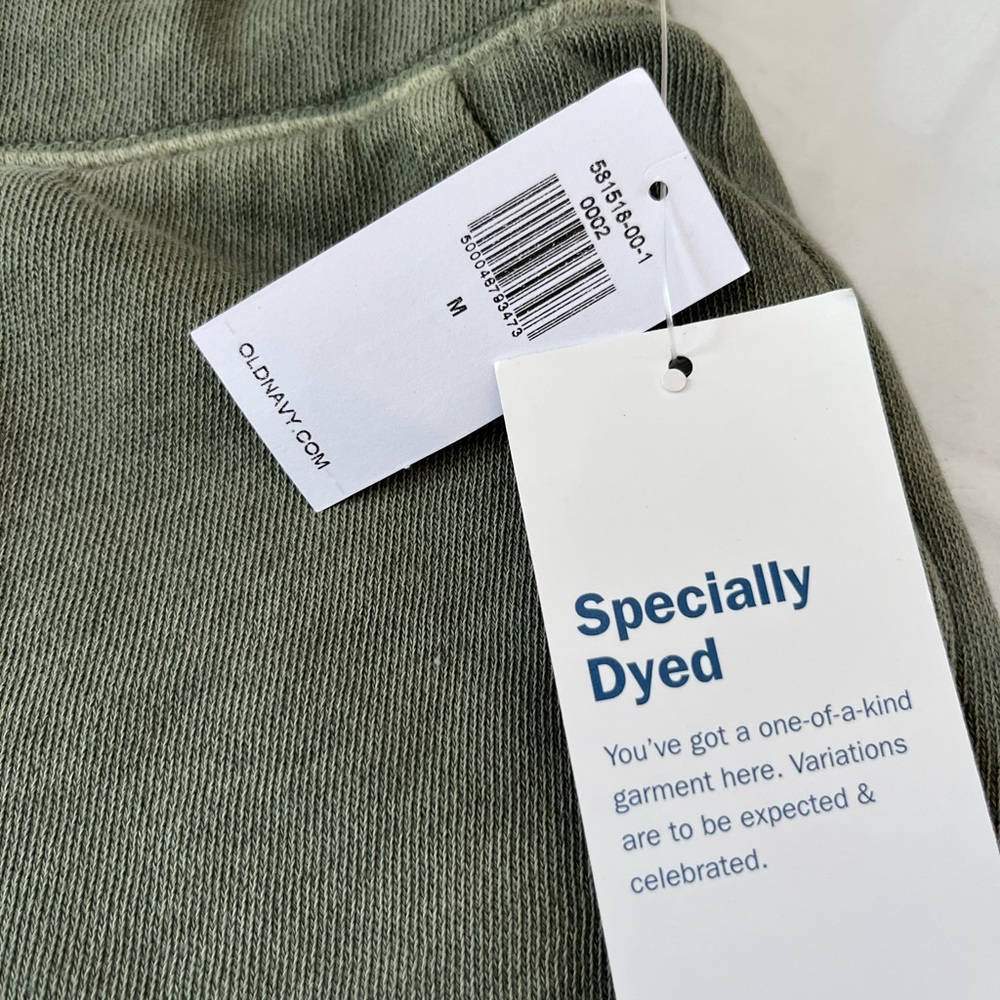 581518-00-1
0002
500048793473
M
OLDNAVY.COM
Specially
Dyed
You've got a one-of-a-kind
garment here. Variations
are to be expected &
celebrated.